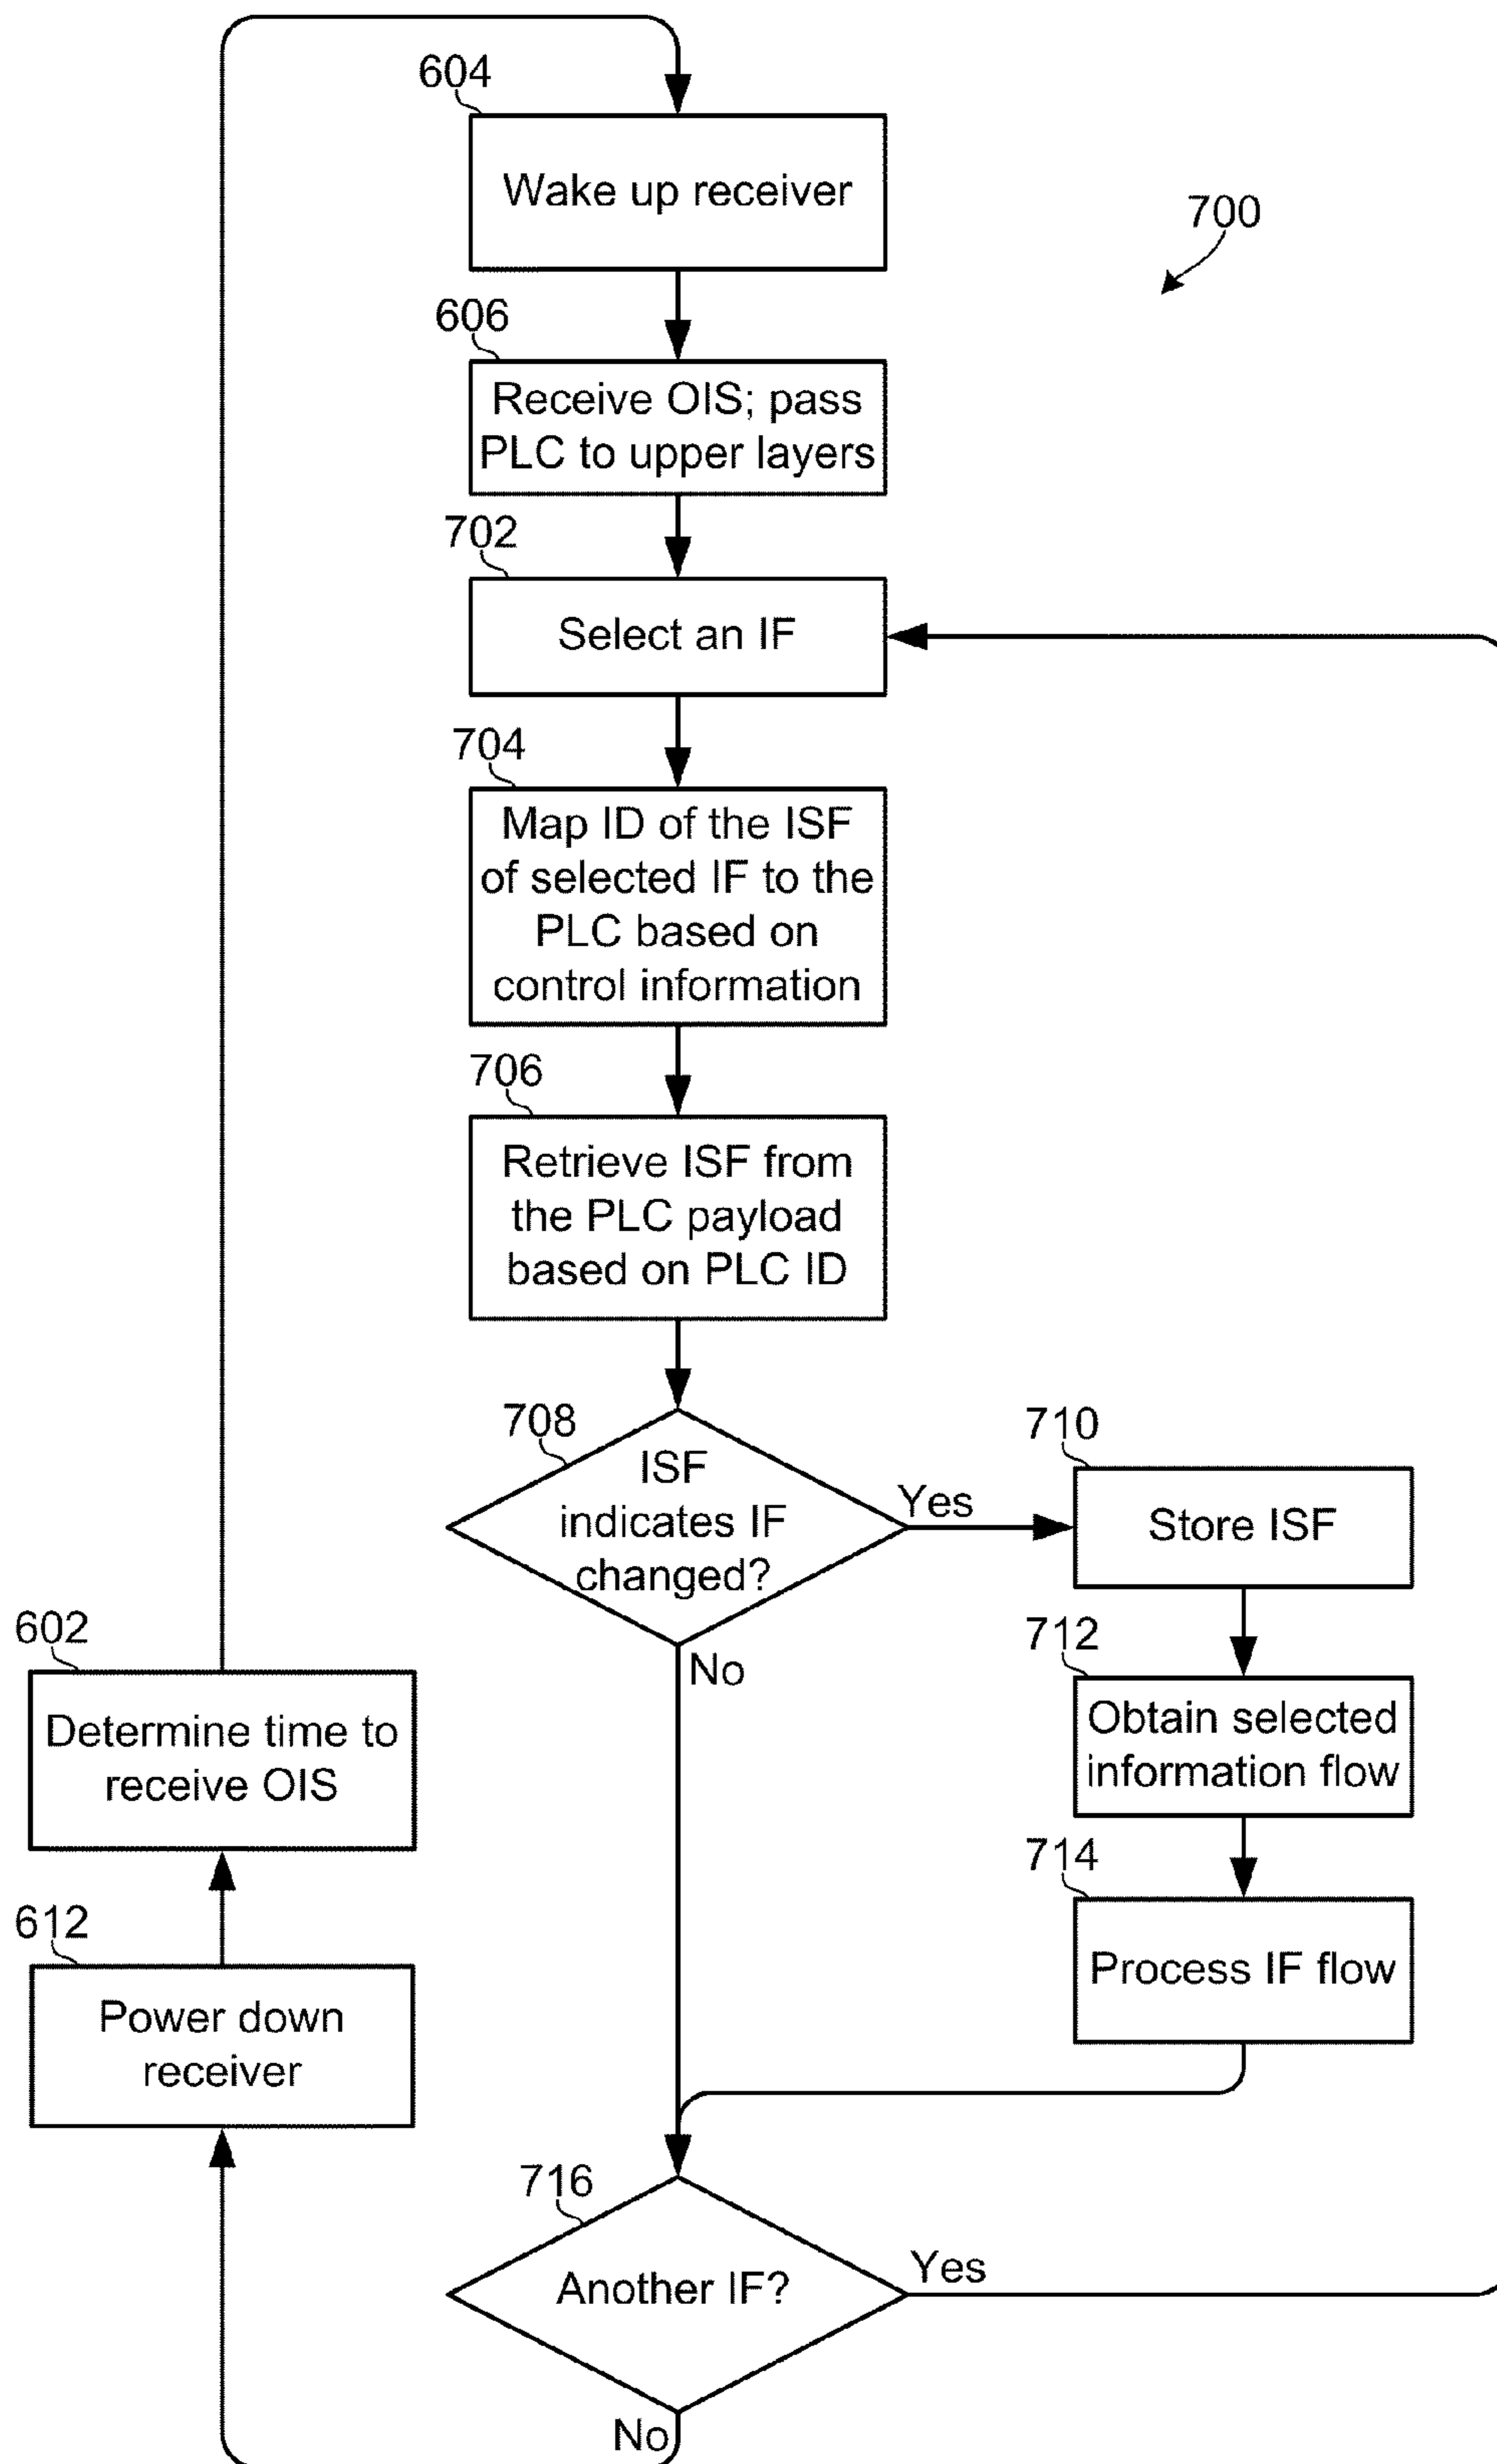 604
Wake up receiver
700
606
Receive OIS; pass
PLC to upper layers
702
Select an IF
704
Map ID of the ISF
of selected IF to the
PLC based on
control information
706
Retrieve ISF from
the PLC payload
based on PLC ID
708
ISF
indicates IF
changed?
Yes
No
710
Store ISF
712
Obtain selected
information flow
714
Process IF flow
602
Determine time to
receive OIS
612
Power down
receiver
716
Another IF?
Yes
No